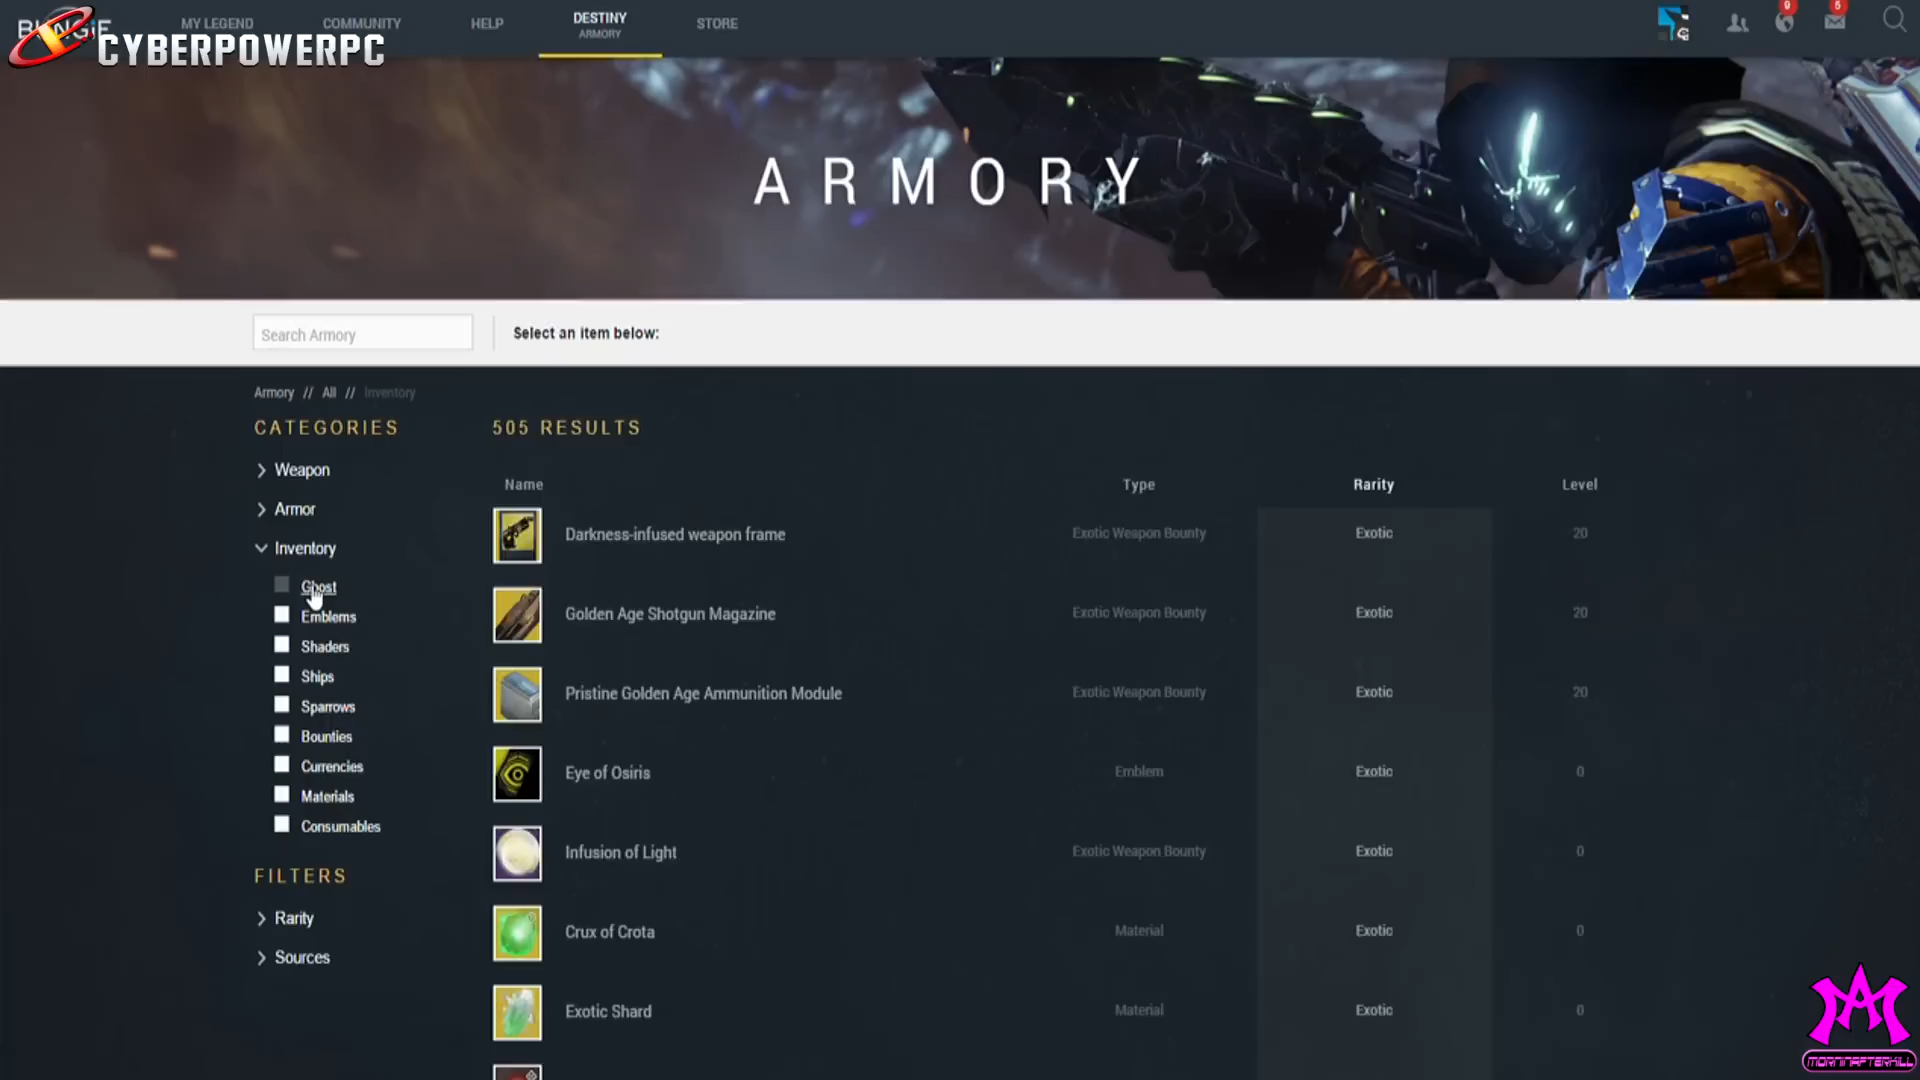 MY LEGEND
COMMUNITY
HELP
DESTINY
ARMORY
STORE
9
5
CYBERPOWERPC
ARMORY
Search Armory
Select an item below:
Armory // All // Inventory
CATEGORIES
505 RESULTS
Weapon
Armor
Inventory
Ghost
Emblems
Shaders
Ships
Sparrows
Bounties
Currencies
Materials
Consumables
FILTERS
Rarity
Sources
Name Type Rarity Level
Darkness-infused weapon frame Exotic Weapon Bounty Exotic 20
Golden Age Shotgun Magazine Exotic Weapon Bounty Exotic 20
Pristine Golden Age Ammunition Module Exotic Weapon Bounty Exotic 20
Eye of Osiris Emblem Exotic 0
Infusion of Light Exotic Weapon Bounty Exotic 0
Crux of Crota Material Exotic 0
Exotic Shard Material Exotic 0
MORNINAFTERKILL